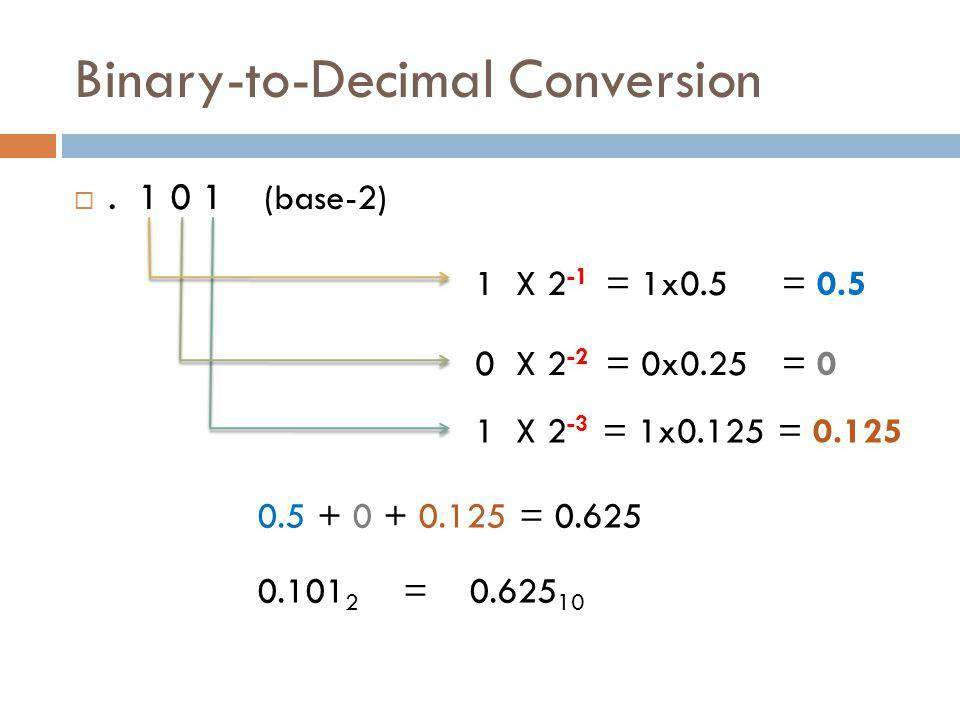 Binary-to-Decimal Conversion
. 1 0 1 (base-2)
1 X 2⁻¹ = 1x0.5 = 0.5
0 X 2⁻² = 0x0.25 = 0
1 X 2⁻³ = 1x0.125 = 0.125
0.5 + 0 + 0.125 = 0.625
0.101₂ = 0.625₁₀